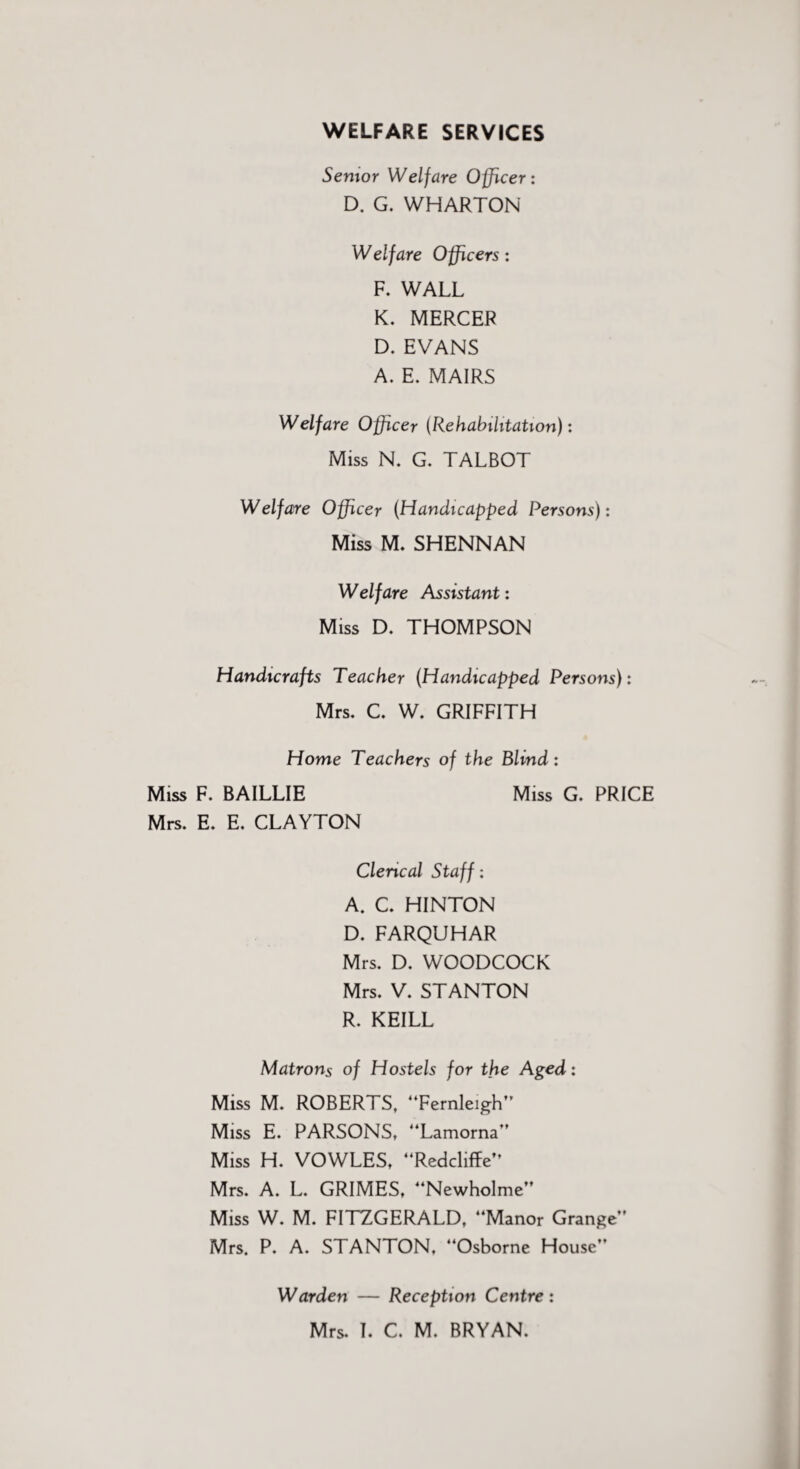 WELFARE SERVICES
Senior Welfare Officer:
D. G. WHARTON
Welfare Officers:
F. WALL
K. MERCER
D. EVANS
A. E. MAIRS
Welfare Officer (Rehabilitation):
Miss N. G. TALBOT
Welfare Officer (Handicapped Persons):
Miss M. SHENNAN
Welfare Assistant:
Miss D. THOMPSON
Handicrafts Teacher (Handicapped Persons):
Mrs. C. W. GRIFFITH
Home Teachers of the Blind:
Miss F. BAILLIE Miss G. PRICE
Mrs. E. E. CLAYTON
Clerical Staff:
A. C. HINTON
D. FARQUHAR
Mrs. D. WOODCOCK
Mrs. V. STANTON
R. KEILL
Matrons of Hostels for the Aged:
Miss M. ROBERTS, "Fernleigh"
Miss E. PARSONS, "Lamorna"
Miss H. VOWLES, "Redcliffe"
Mrs. A. L. GRIMES, "Newholme"
Miss W. M. FITZGERALD, "Manor Grange"
Mrs. P. A. STANTON, "Osborne House"
Warden — Reception Centre:
Mrs. I. C. M. BRYAN.